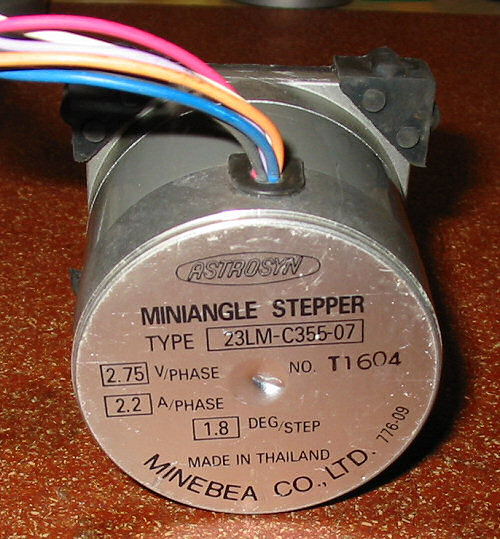 ASTROSYN
MINIANGLE STEPPER
TYPE 23LM-C355-07
2.75 V/PHASE NO. T1604
2.2 A/PHASE
1.8 DEG/STEP
MADE IN THAILAND
MINEBEA CO., LTD. 776-09